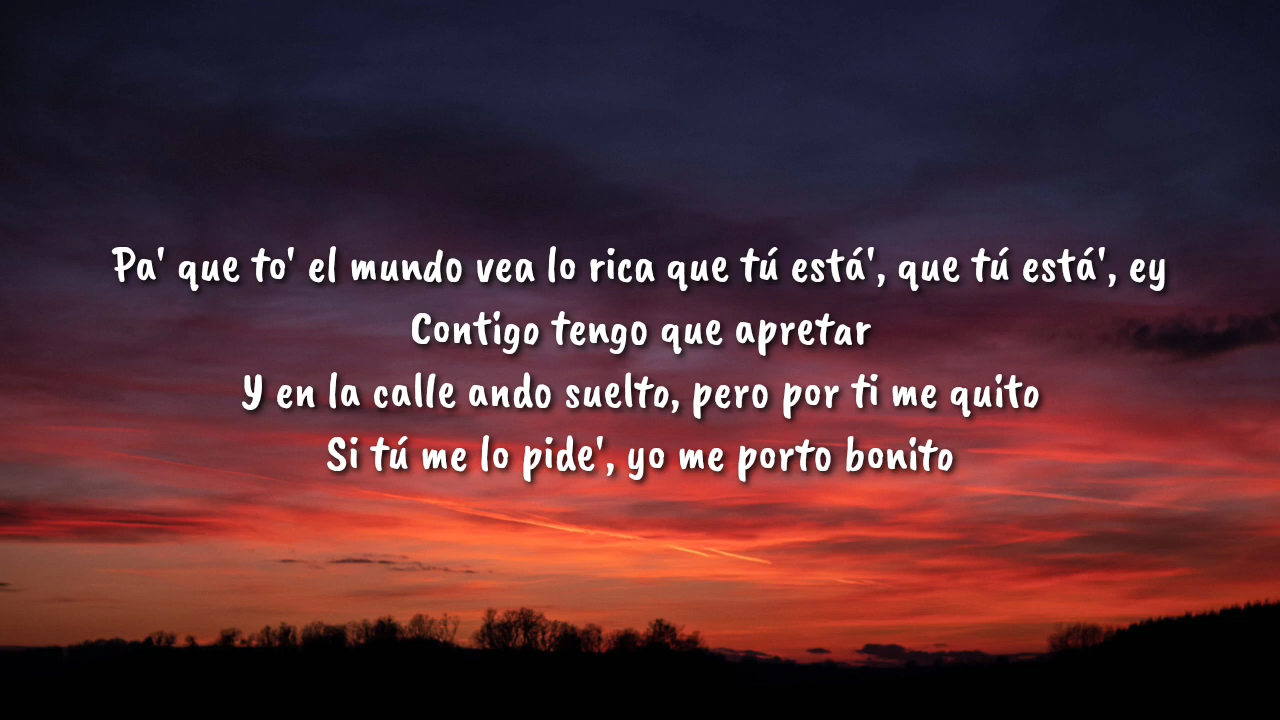 Pa' que to' el mundo vea lo rica que tú está', que tú está', ey
Contigo tengo que apretar
Y en la calle ando suelto, pero por ti me quito
Si tú me lo pide', yo me porto bonito